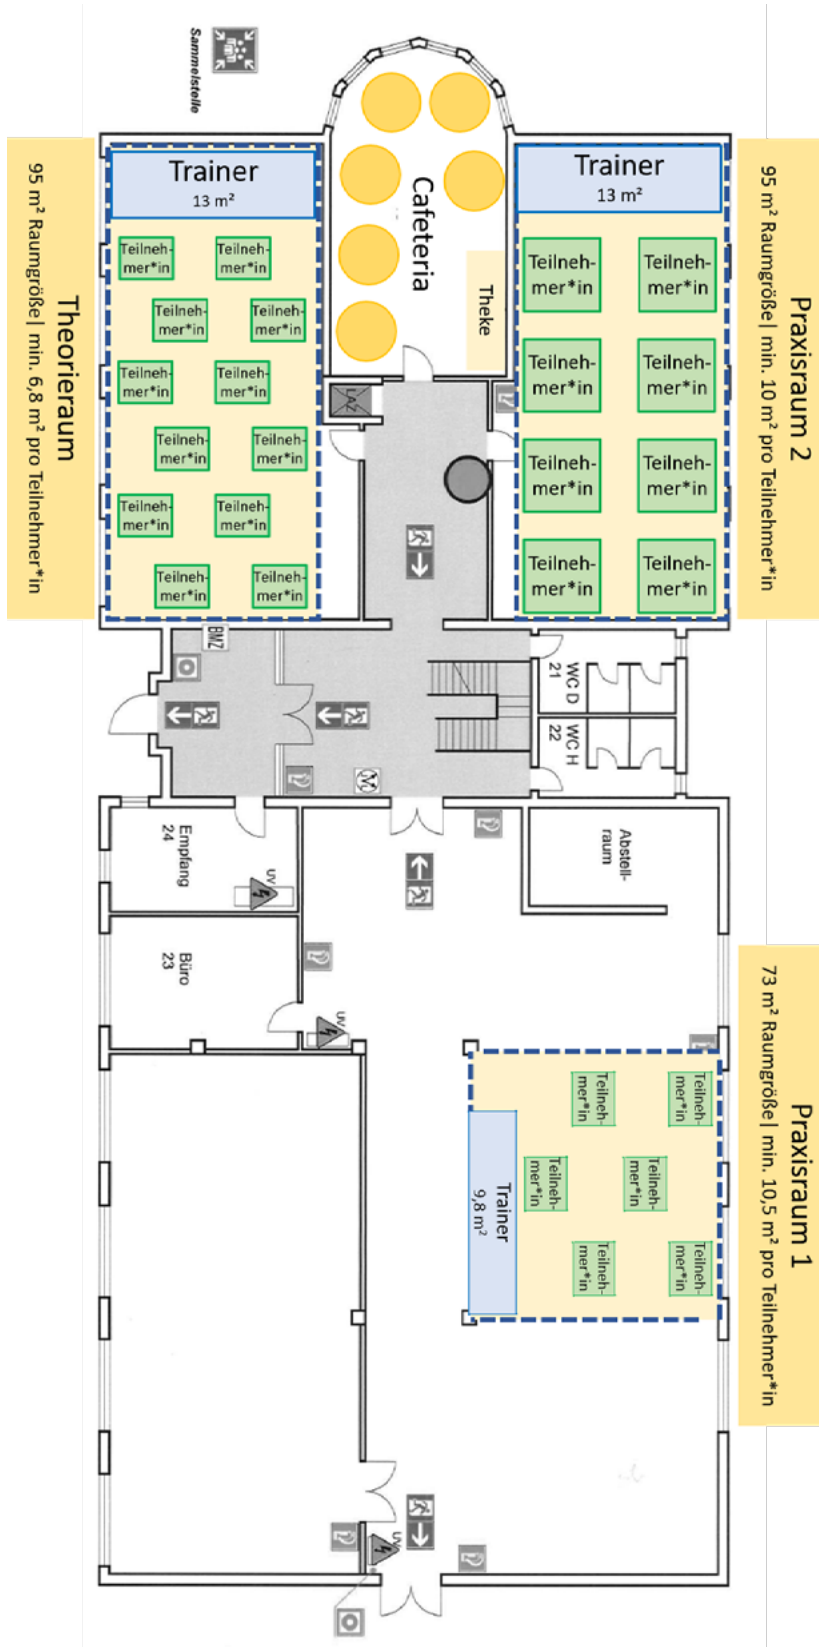 Sammelstelle
Theorieraum
95 m² Raumgröße| min. 6,8 m² pro Teilnehmer*in
Trainer
13 m²
Teilneh-
mer*in
Teilneh-
mer*in
Teilneh-
mer*in
Teilneh-
mer*in
Teilneh-
mer*in
Teilneh-
mer*in
Teilneh-
mer*in
Teilneh-
mer*in
Teilneh-
mer*in
Teilneh-
mer*in
Teilneh-
mer*in
Teilneh-
mer*in
Cafeteria
Theke
LAZ
Praxisraum 2
95 m² Raumgröße| min. 10 m² pro Teilnehmer*in
Trainer
13 m²
Teilneh-
mer*in
Teilneh-
mer*in
Teilneh-
mer*in
Teilneh-
mer*in
Teilneh-
mer*in
Teilneh-
mer*in
Teilneh-
mer*in
Teilneh-
mer*in
BMZ
WC D
21
WC H
22
M
Empfang
24
UV
Abstell-
raum
Büro
23
UV
Praxisraum 1
73 m² Raumgröße| min. 10,5 m² pro Teilnehmer*in
Teilneh-
mer*in
Teilneh-
mer*in
Teilneh-
mer*in
Teilneh-
mer*in
Teilneh-
mer*in
Teilneh-
mer*in
Trainer
9,8 m²
UV